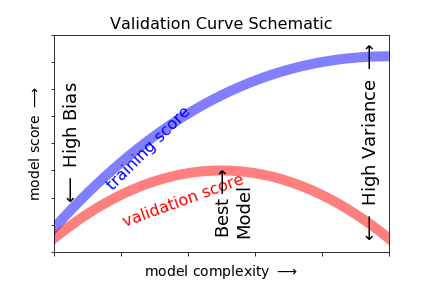 Validation Curve Schematic
model score ⟶
← High Bias
training score
validation score
Best →
Model
← High Variance →
model complexity ⟶